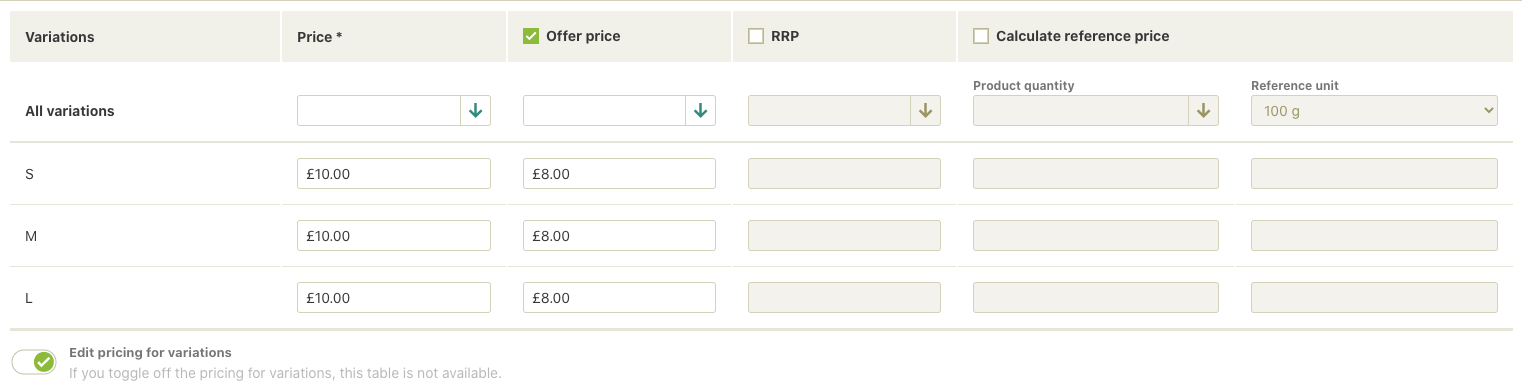 Variations Price * Offer price RRP Calculate reference price
Product quantity Reference unit
All variations 100 g
S £10.00 £8.00
M £10.00 £8.00
L £10.00 £8.00
Edit pricing for variations
If you toggle off the pricing for variations, this table is not available.